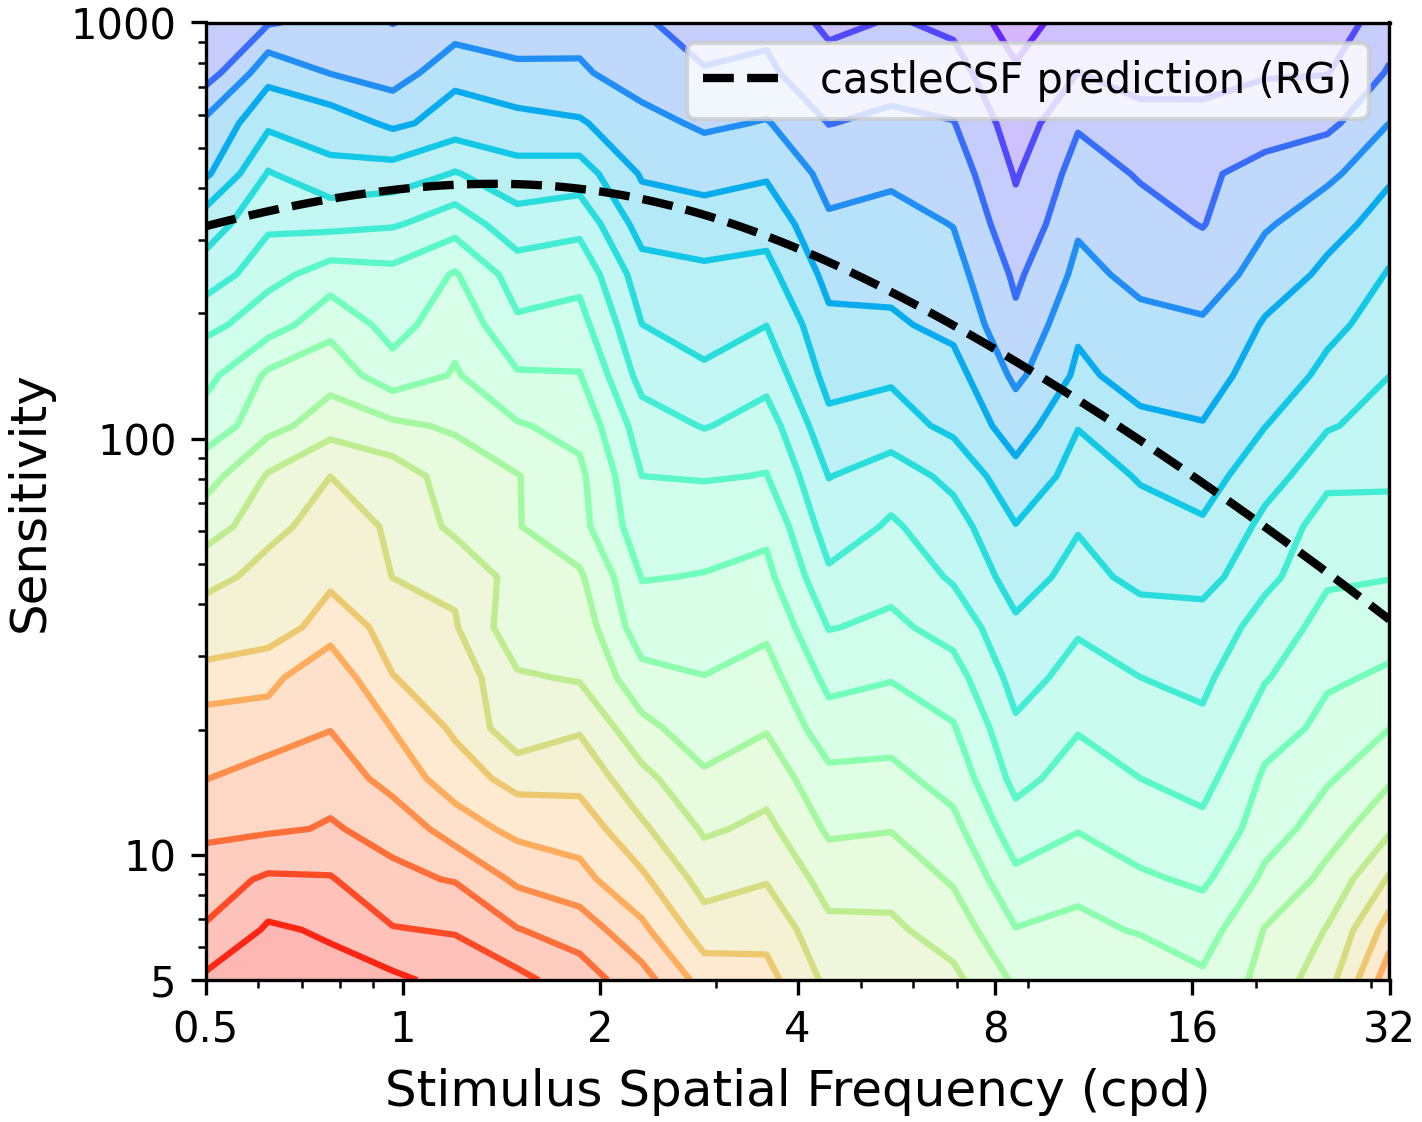 1000
castleCSF prediction (RG)
100
10
5
Sensitivity
0.5 1 2 4 8 16 32
Stimulus Spatial Frequency (cpd)